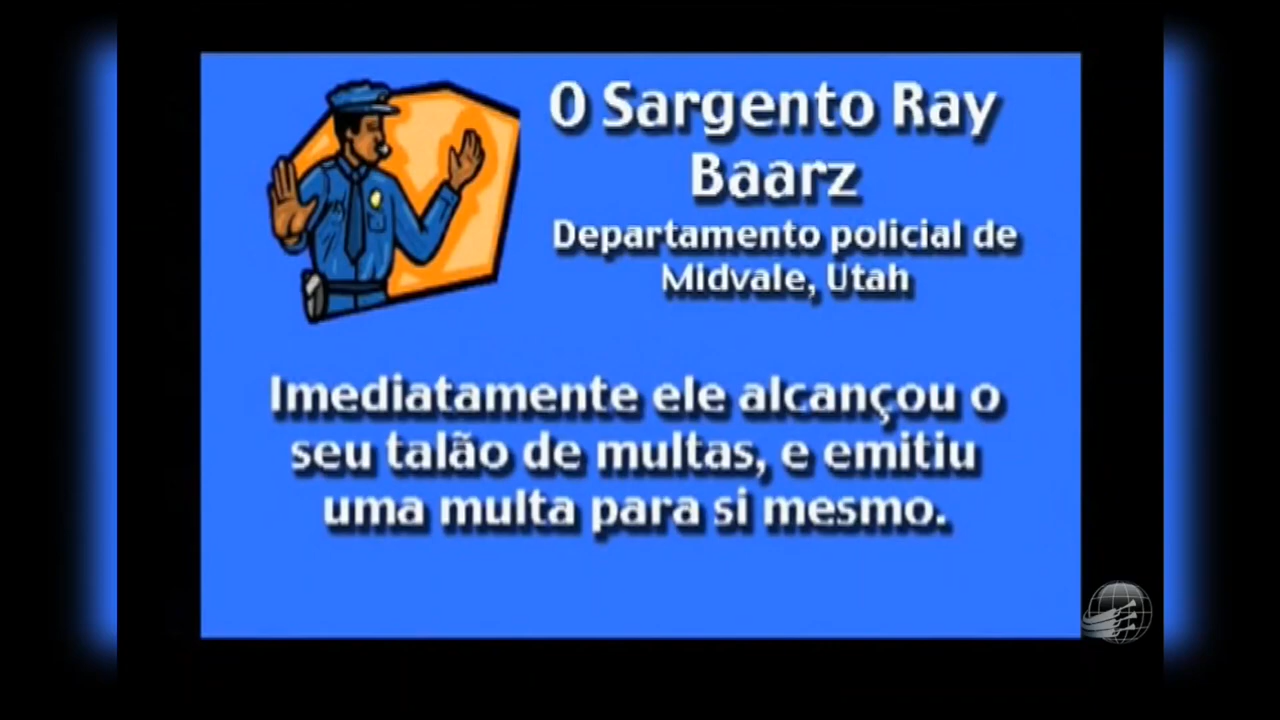 O Sargento Ray
Baarz
Departamento policial de
Midvale, Utah
Imediatamente ele alcançou o
seu talão de multas, e emitiu
uma multa para si mesmo.